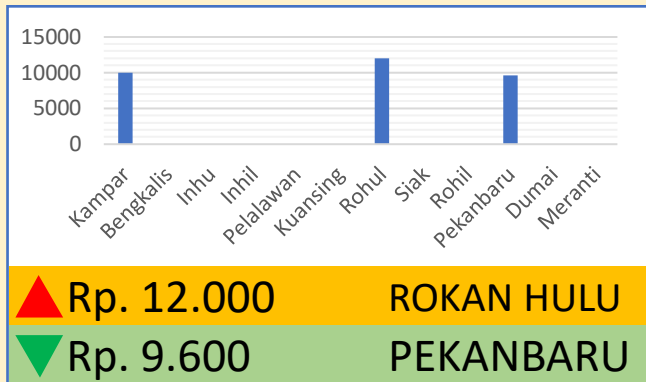 15000
10000
5000
0
Kampar
Bengkalis
Inhu
Inhil
Pelalawan
Kuansing
Rohul
Siak
Rohil
Pekanbaru
Dumai
Meranti
Rp. 12.000 ROKAN HULU
Rp. 9.600 PEKANBARU